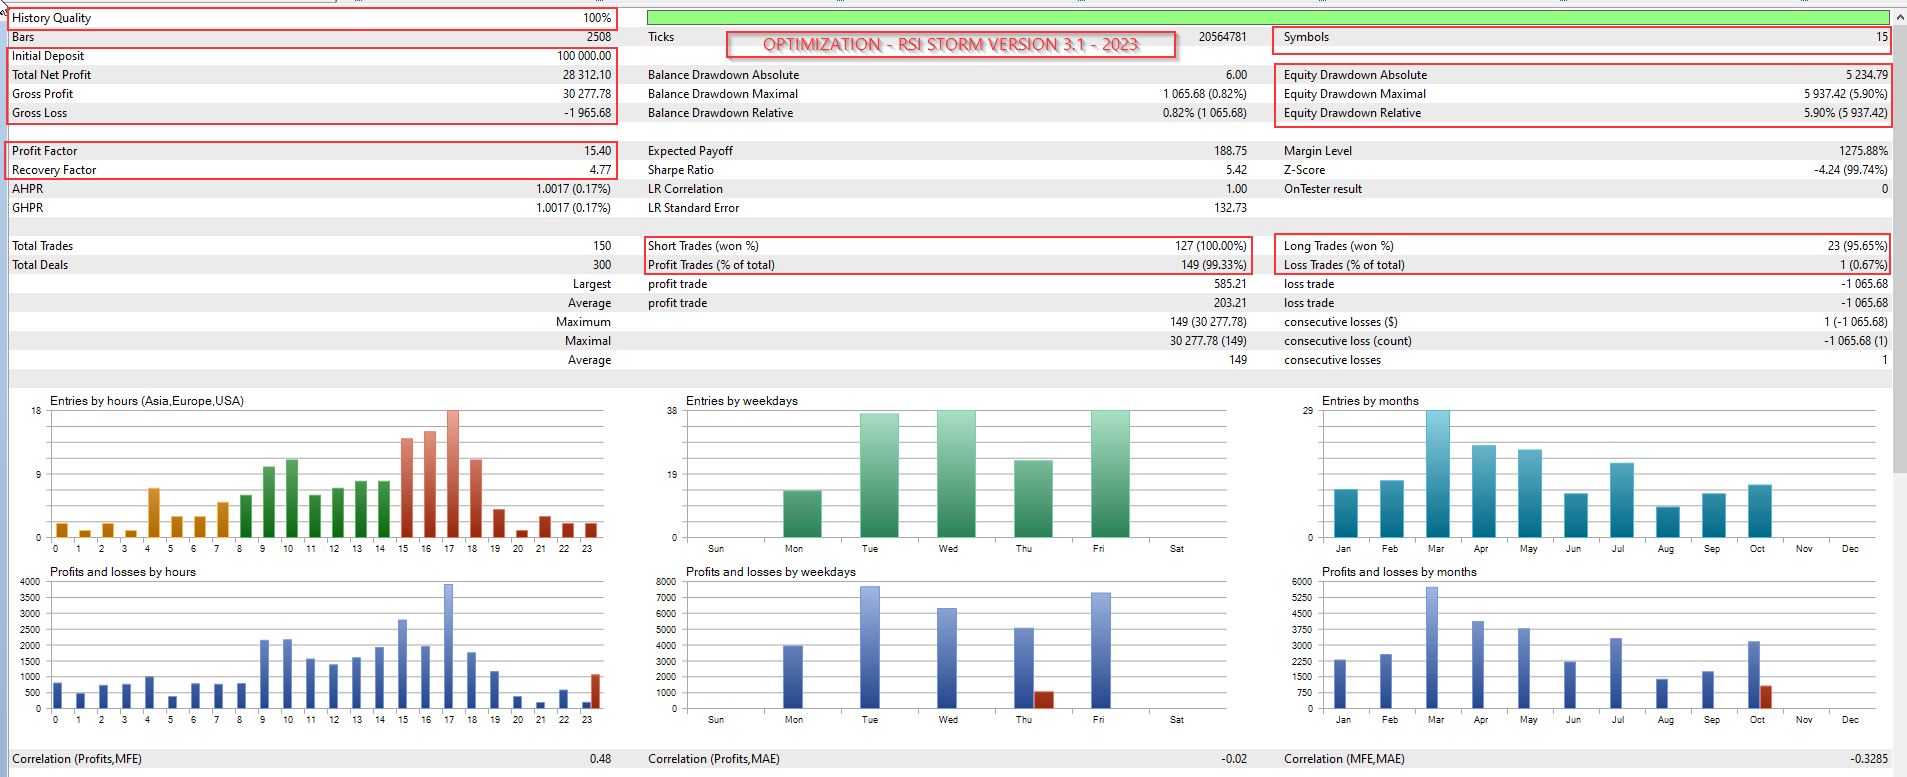 History Quality 100%
Bars 2508 Ticks 20564781 Symbols 15
OPTIMIZATION - RSI STORM VERSION 3.1 - 2023
Initial Deposit 100 000.00
Total Net Profit 28 312.10 Balance Drawdown Absolute 6.00 Equity Drawdown Absolute 5 234.79
Gross Profit 30 277.78 Balance Drawdown Maximal 1 065.68 (0.82%) Equity Drawdown Maximal 5 937.42 (5.90%)
Gross Loss -1 965.68 Balance Drawdown Relative 0.82% (1 065.68) Equity Drawdown Relative 5.90% (5 937.42)
Profit Factor 15.40 Expected Payoff 188.75 Margin Level 1275.88%
Recovery Factor 4.77 Sharpe Ratio 5.42 Z-Score -4.24 (99.74%)
AHPR 1.0017 (0.17%) LR Correlation 1.00 OnTester result 0
GHPR 1.0017 (0.17%) LR Standard Error 132.73
Total Trades 150 Short Trades (won %) 127 (100.00%) Long Trades (won %) 23 (95.65%)
Total Deals 300 Profit Trades (% of total) 149 (99.33%) Loss Trades (% of total) 1 (0.67%)
Largest profit trade 585.21 loss trade -1 065.68
Average profit trade 203.21 loss trade -1 065.68
Maximum 149 (30 277.78) consecutive losses ($) 1 (-1 065.68)
Maximal 30 277.78 (149) consecutive loss (count) -1 065.68 (1)
Average 149 consecutive losses 1
Entries by hours (Asia,Europe,USA)
18
9
0
0 1 2 3 4 5 6 7 8 9 10 11 12 13 14 15 16 17 18 19 20 21 22 23
Entries by weekdays
38
19
0
Sun Mon Tue Wed Thu Fri Sat
Entries by months
29
14
0
Jan Feb Mar Apr May Jun Jul Aug Sep Oct Nov Dec
Profits and losses by hours
4000
3500
3000
2500
2000
1500
1000
500
0
0 1 2 3 4 5 6 7 8 9 10 11 12 13 14 15 16 17 18 19 20 21 22 23
Profits and losses by weekdays
8000
7000
6000
5000
4000
3000
2000
1000
0
Sun Mon Tue Wed Thu Fri Sat
Profits and losses by months
6000
5250
4500
3750
3000
2250
1500
750
0
Jan Feb Mar Apr May Jun Jul Aug Sep Oct Nov Dec
Correlation (Profits,MFE) 0.48 Correlation (Profits,MAE) -0.02 Correlation (MFE,MAE) -0.3285